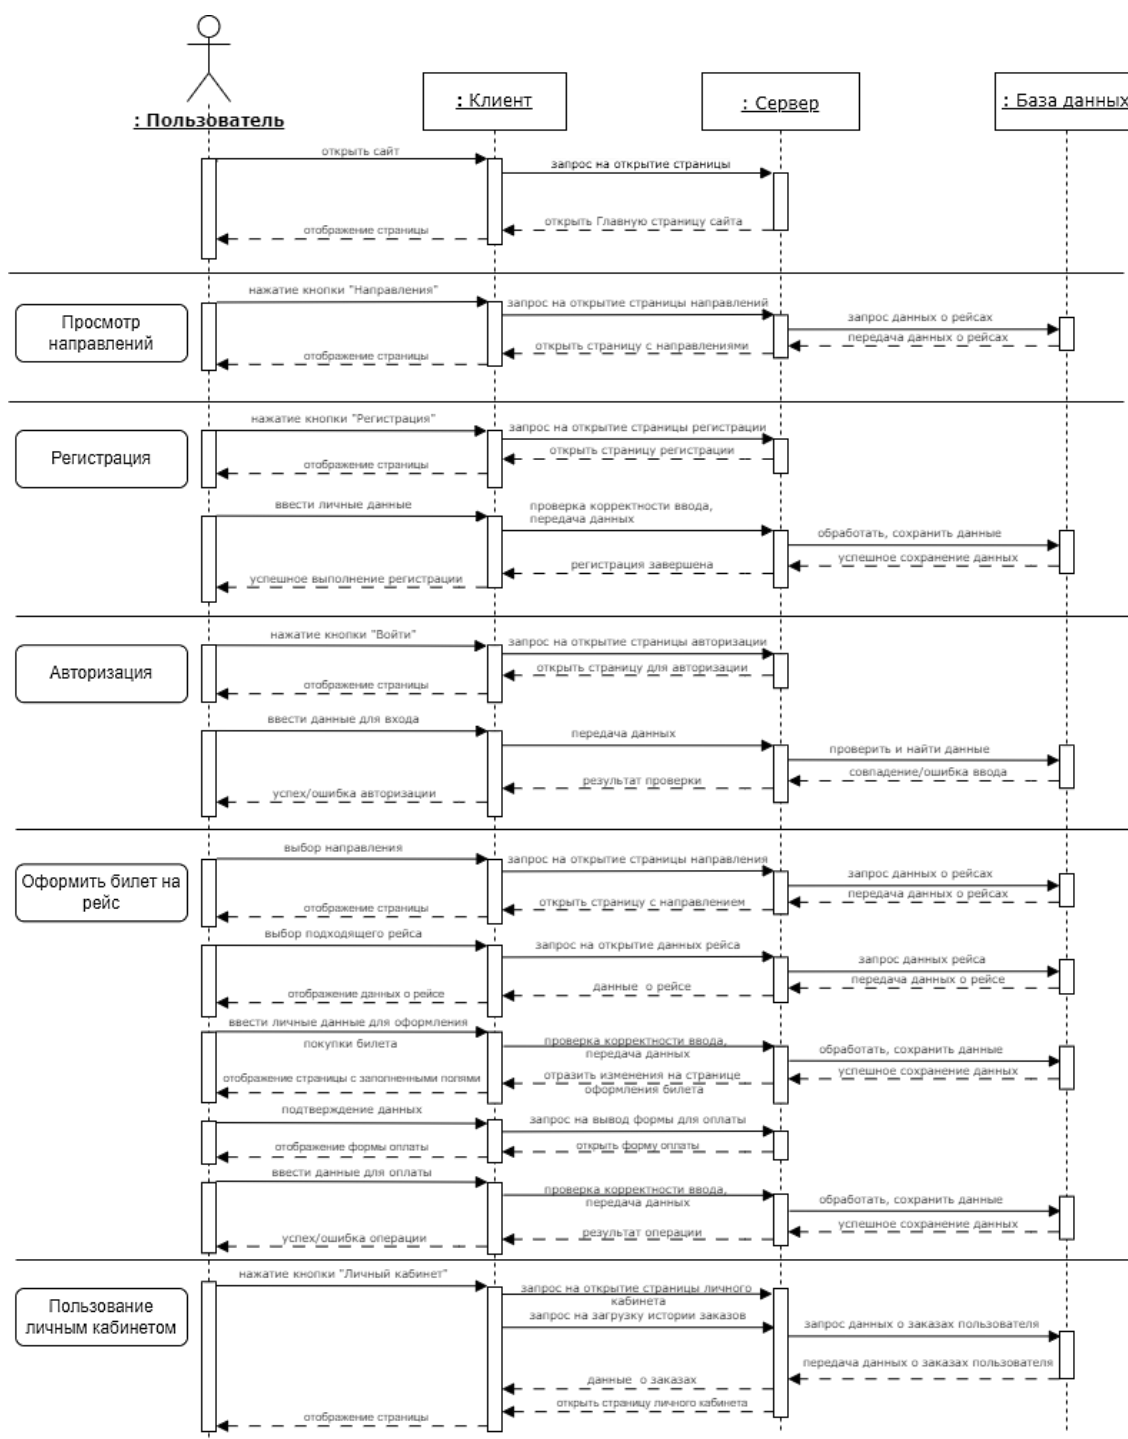 : Пользователь
: Клиент
: Сервер
: База данных
открыть сайт
запрос на открытие страницы
открыть Главную страницу сайта
отображение страницы
Просмотр
направлений
нажатие кнопки "Направления"
запрос на открытие страницы направлений
запрос данных о рейсах
передача данных о рейсах
открыть страницу с направлениями
отображение страницы
Регистрация
нажатие кнопки "Регистрация"
запрос на открытие страницы регистрации
открыть страницу регистрации
отображение страницы
ввести личные данные
проверка корректности ввода,
передача данных
обработать, сохранить данные
успешное сохранение данных
регистрация завершена
успешное выполнение регистрации
Авторизация
нажатие кнопки "Войти"
запрос на открытие страницы авторизации
открыть страницу для авторизации
отображение страницы
ввести данные для входа
передача данных
проверить и найти данные
совпадение/ошибка ввода
результат проверки
успех/ошибка авторизации
Оформить билет на
рейс
выбор направления
запрос на открытие страницы направления
запрос данных о рейсах
передача данных о рейсах
открыть страницу с направлением
отображение страницы
выбор подходящего рейса
запрос на открытие данных рейса
запрос данных рейса
передача данных о рейсе
данные о рейсе
отображение данных о рейсе
ввести личные данные для оформления
покупки билета
проверка корректности ввода,
передача данных
обработать, сохранить данные
успешное сохранение данных
отразить изменения на странице
оформления билета
отображение страницы с заполненными полями
подтверждение данных
запрос на вывод формы для оплаты
открыть форму оплаты
отображение формы оплаты
ввести данные для оплаты
проверка корректности ввода,
передача данных
обработать, сохранить данные
успешное сохранение данных
результат операции
успех/ошибка операции
Пользование
личным кабинетом
нажатие кнопки "Личный кабинет"
запрос на открытие страницы личного
кабинета
запрос на загрузку истории заказов
запрос данных о заказах пользователя
передача данных о заказах пользователя
данные о заказах
открыть страницу личного кабинета
отображение страницы